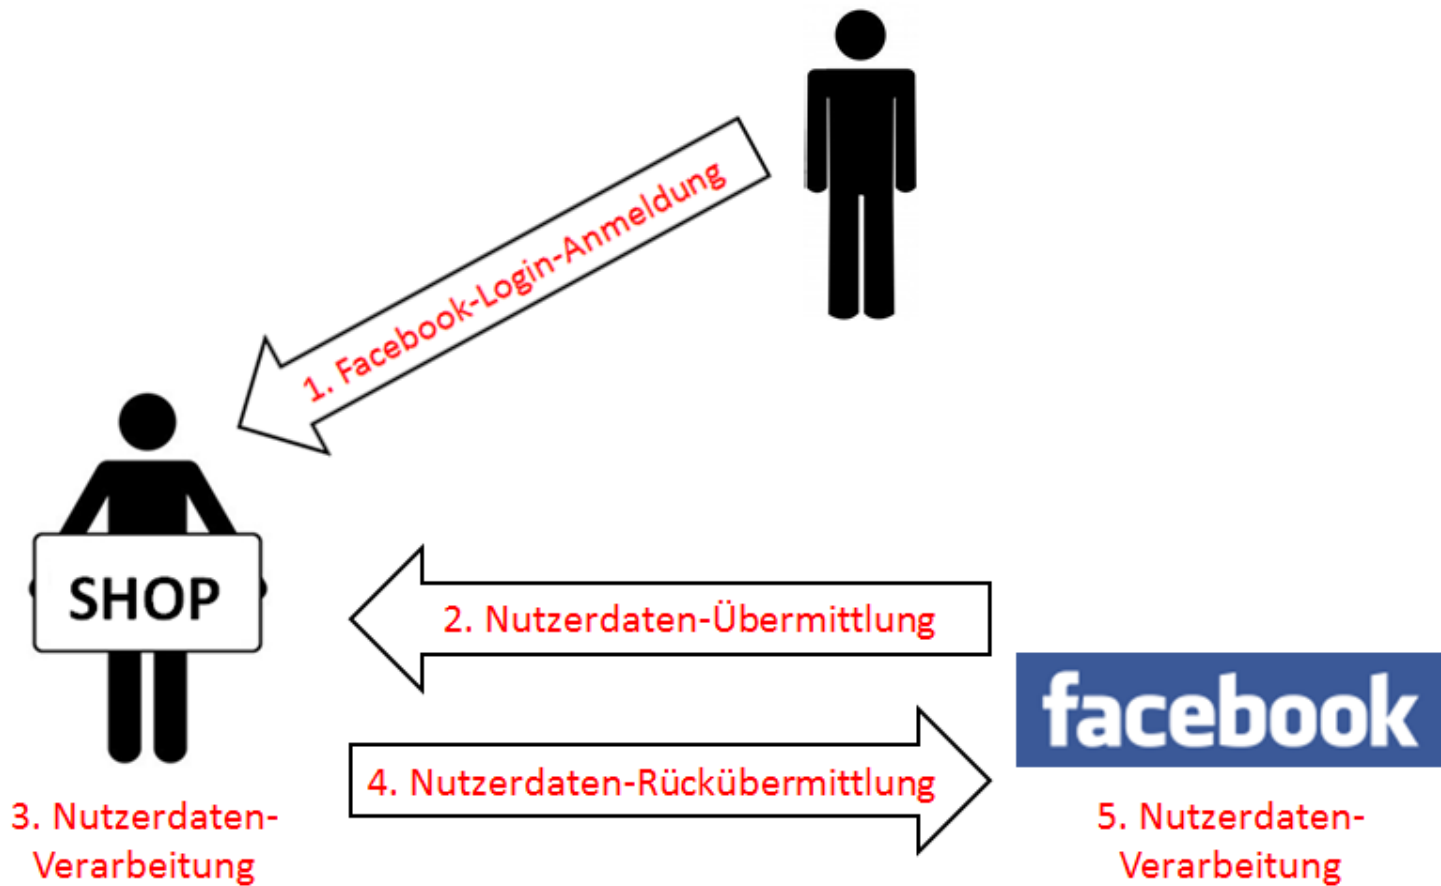 1. Facebook-Login-Anmeldung
SHOP
2. Nutzerdaten-Übermittlung
facebook
4. Nutzerdaten-Rückübermittlung
3. Nutzerdaten-
Verarbeitung
5. Nutzerdaten-
Verarbeitung